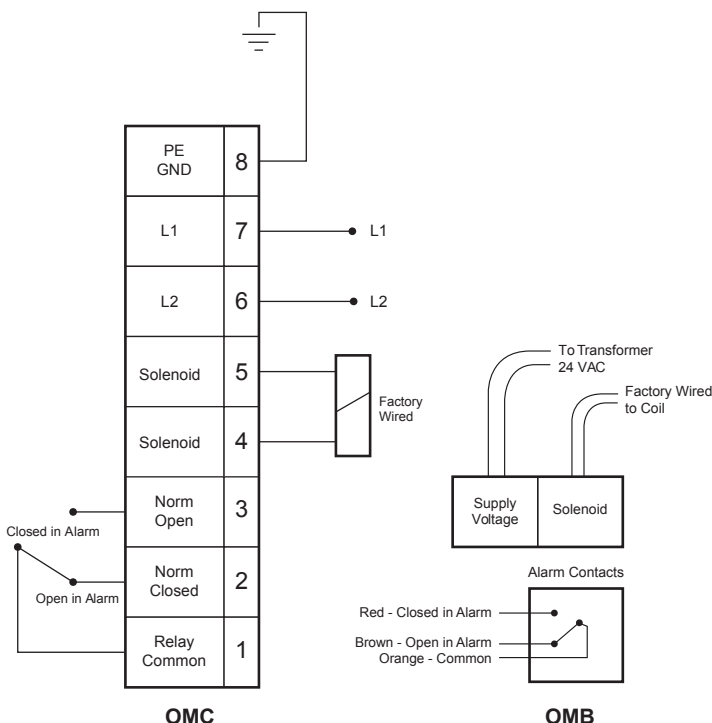 PE
GND
8
L1
7
L1
L2
6
L2
Solenoid
5
Solenoid
4
Factory
Wired
Norm
Open
3
Closed in Alarm
Norm
Closed
2
Open in Alarm
Relay
Common
1
OMC
To Transformer
24 VAC
Factory Wired
to Coil
Supply
Voltage
Solenoid
Alarm Contacts
Red - Closed in Alarm
Brown - Open in Alarm
Orange - Common
OMB